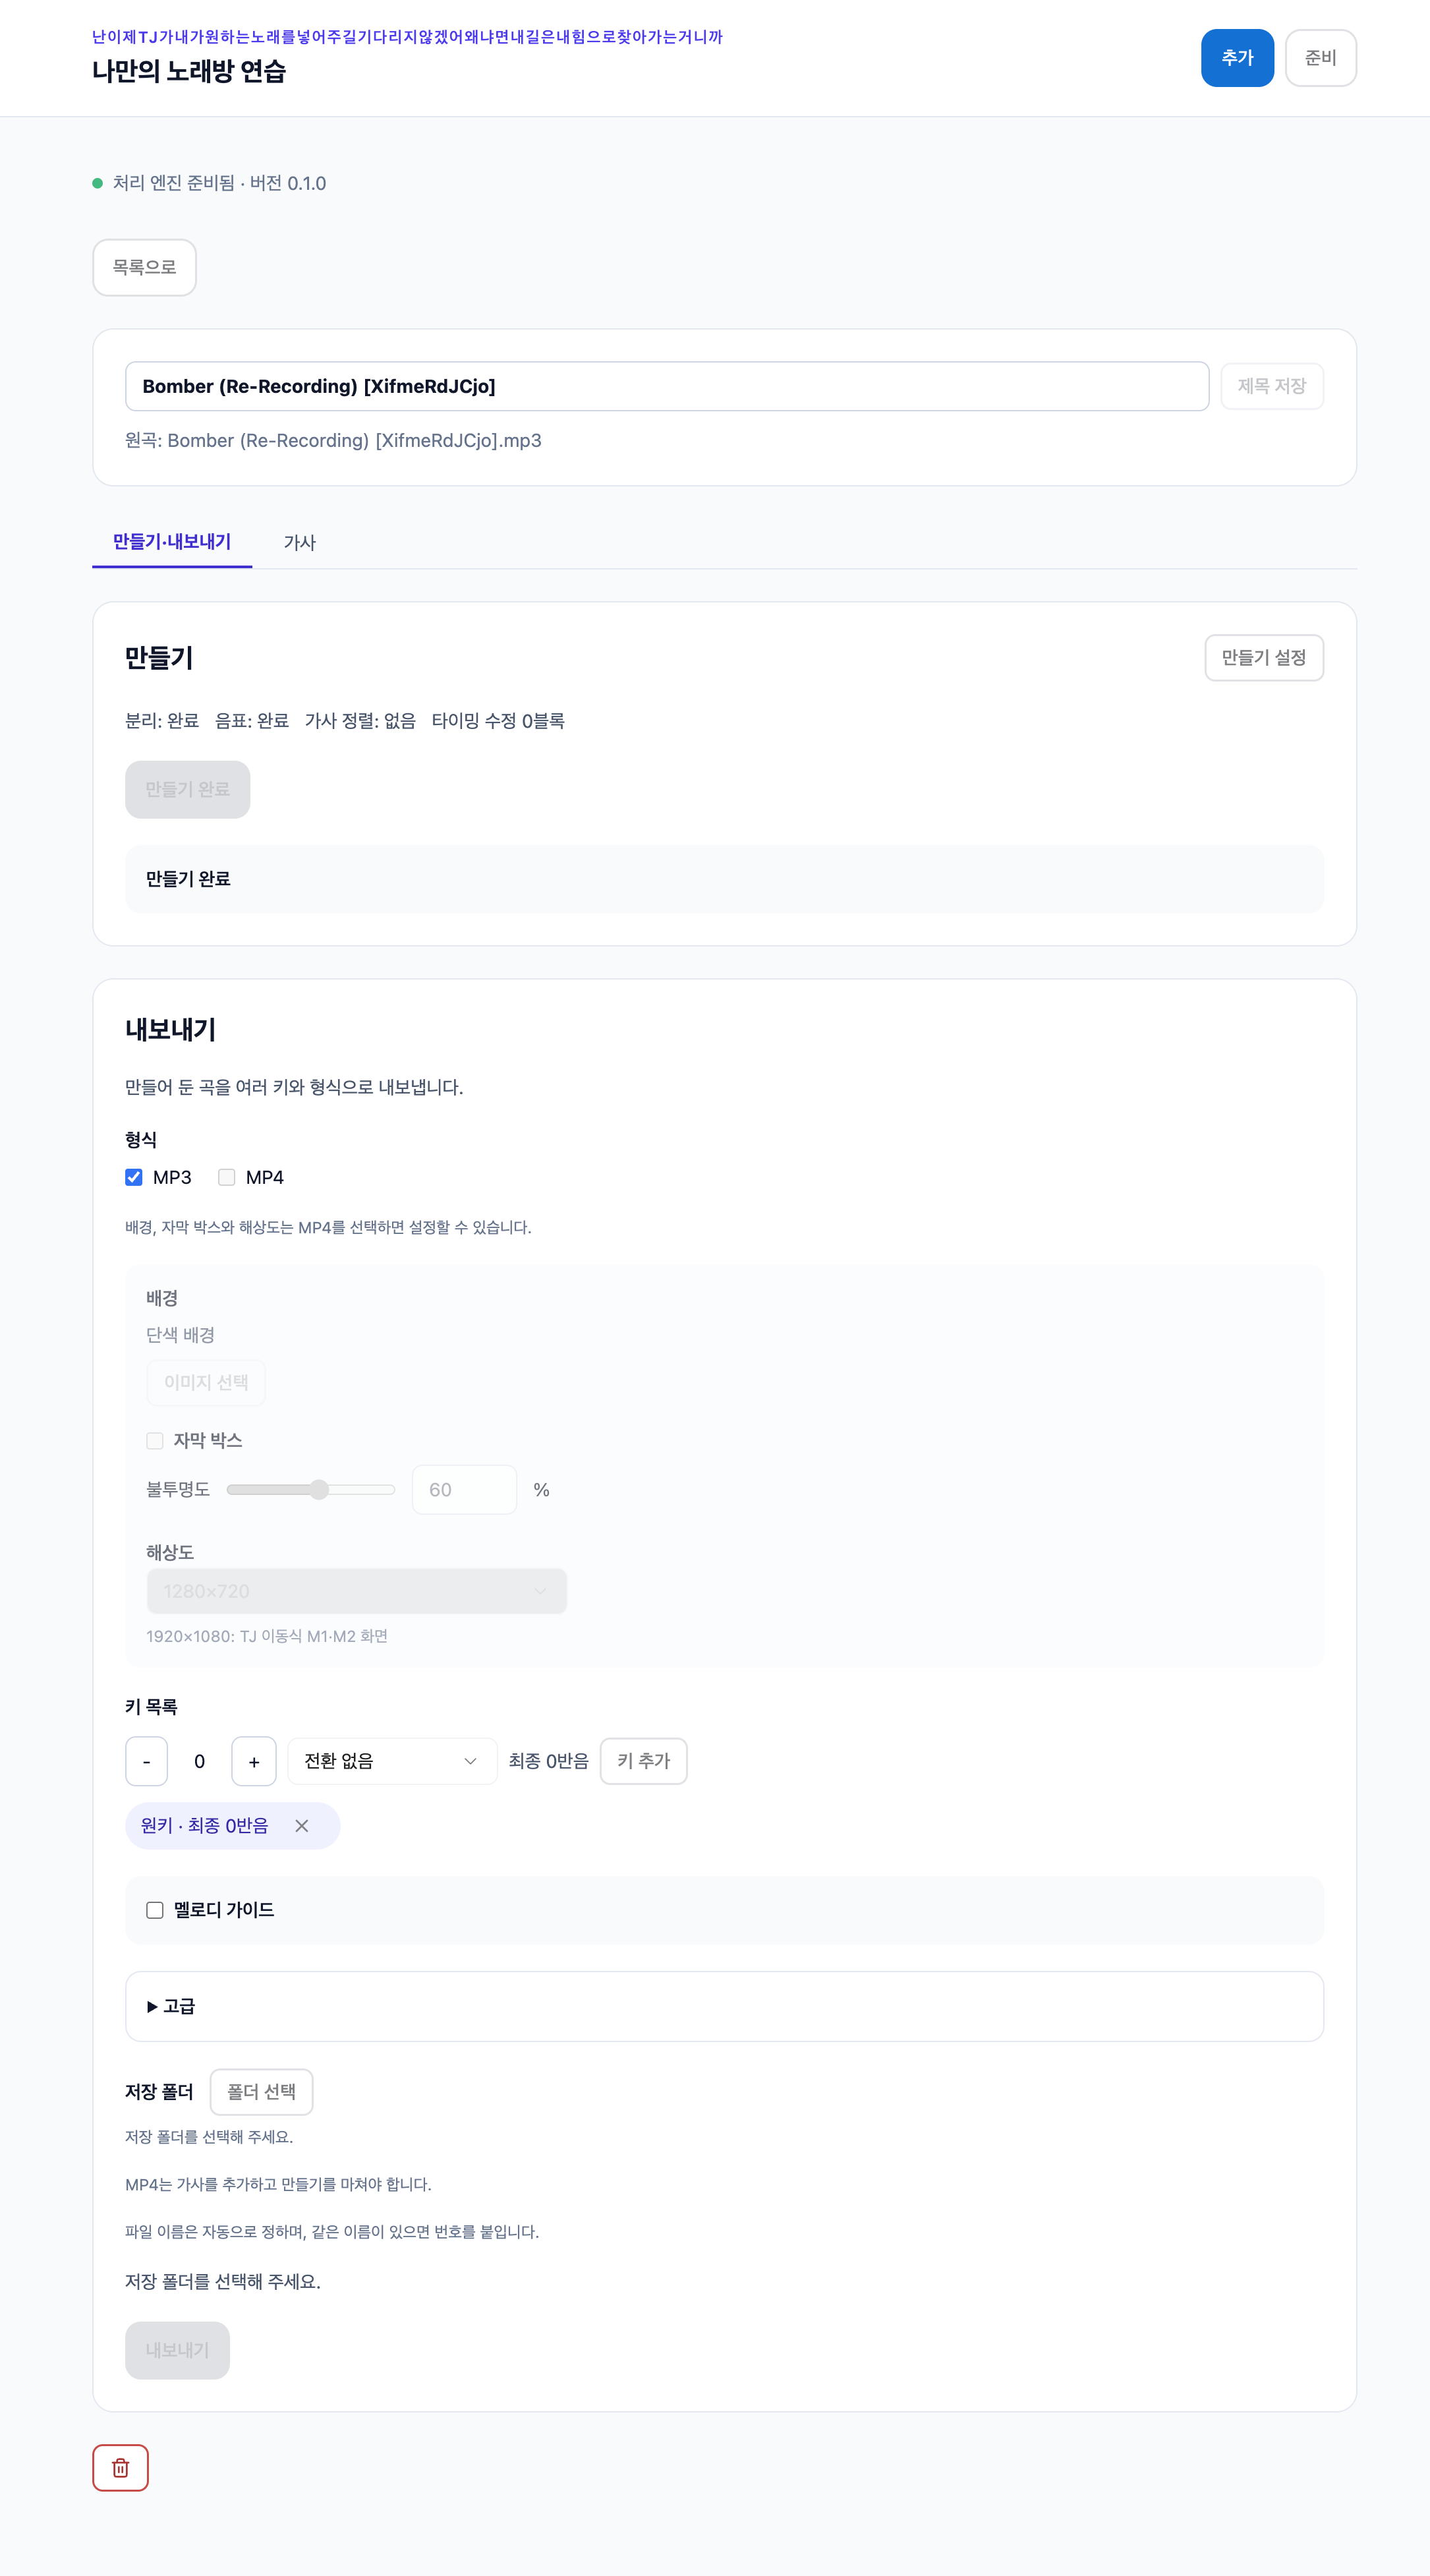 난이제TJ가내가원하는노래를넣어주길기다리지않겠어왜냐면내길은내힘으로찾아가는거니까
나만의 노래방 연습
추가
준비
처리 엔진 준비됨 · 버전 0.1.0
목록으로
Bomber (Re-Recording) [XifmeRdJCjo]
제목 저장
원곡: Bomber (Re-Recording) [XifmeRdJCjo].mp3
만들기·내보내기
가사
만들기
만들기 설정
분리: 완료 음표: 완료 가사 정렬: 없음 타이밍 수정 0블록
만들기 완료
만들기 완료
내보내기
만들어 둔 곡을 여러 키와 형식으로 내보냅니다.
형식
MP3 MP4
배경, 자막 박스와 해상도는 MP4를 선택하면 설정할 수 있습니다.
배경
단색 배경
이미지 선택
자막 박스
불투명도 60 %
해상도
1280×720
1920×1080: TJ 이동식 M1·M2 화면
키 목록
- 0 + 전환 없음 최종 0반음 키 추가
원키 · 최종 0반음
멜로디 가이드
고급
저장 폴더 폴더 선택
저장 폴더를 선택해 주세요.
MP4는 가사를 추가하고 만들기를 마쳐야 합니다.
파일 이름은 자동으로 정하며, 같은 이름이 있으면 번호를 붙입니다.
저장 폴더를 선택해 주세요.
내보내기